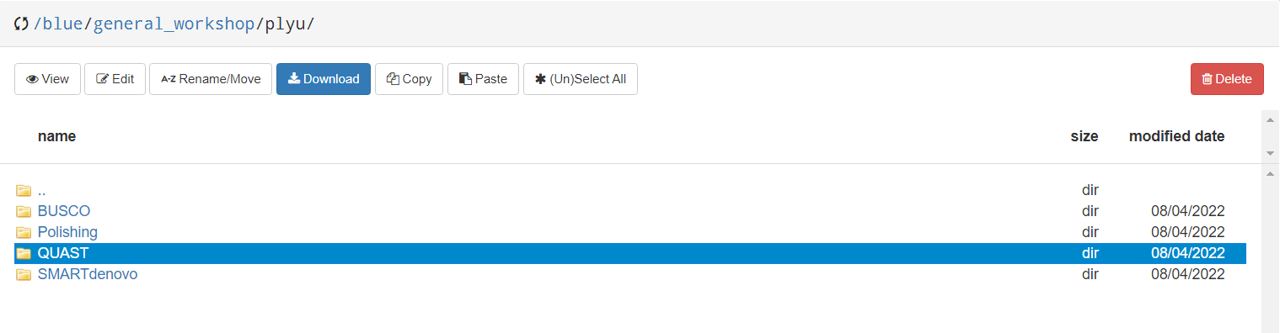 /blue/general_workshop/plyu/
View Edit A-Z Rename/Move Download Copy Paste (Un)Select All Delete
name size modified date
.. dir
BUSCO dir 08/04/2022
Polishing dir 08/04/2022
QUAST dir 08/04/2022
SMARTdenovo dir 08/04/2022